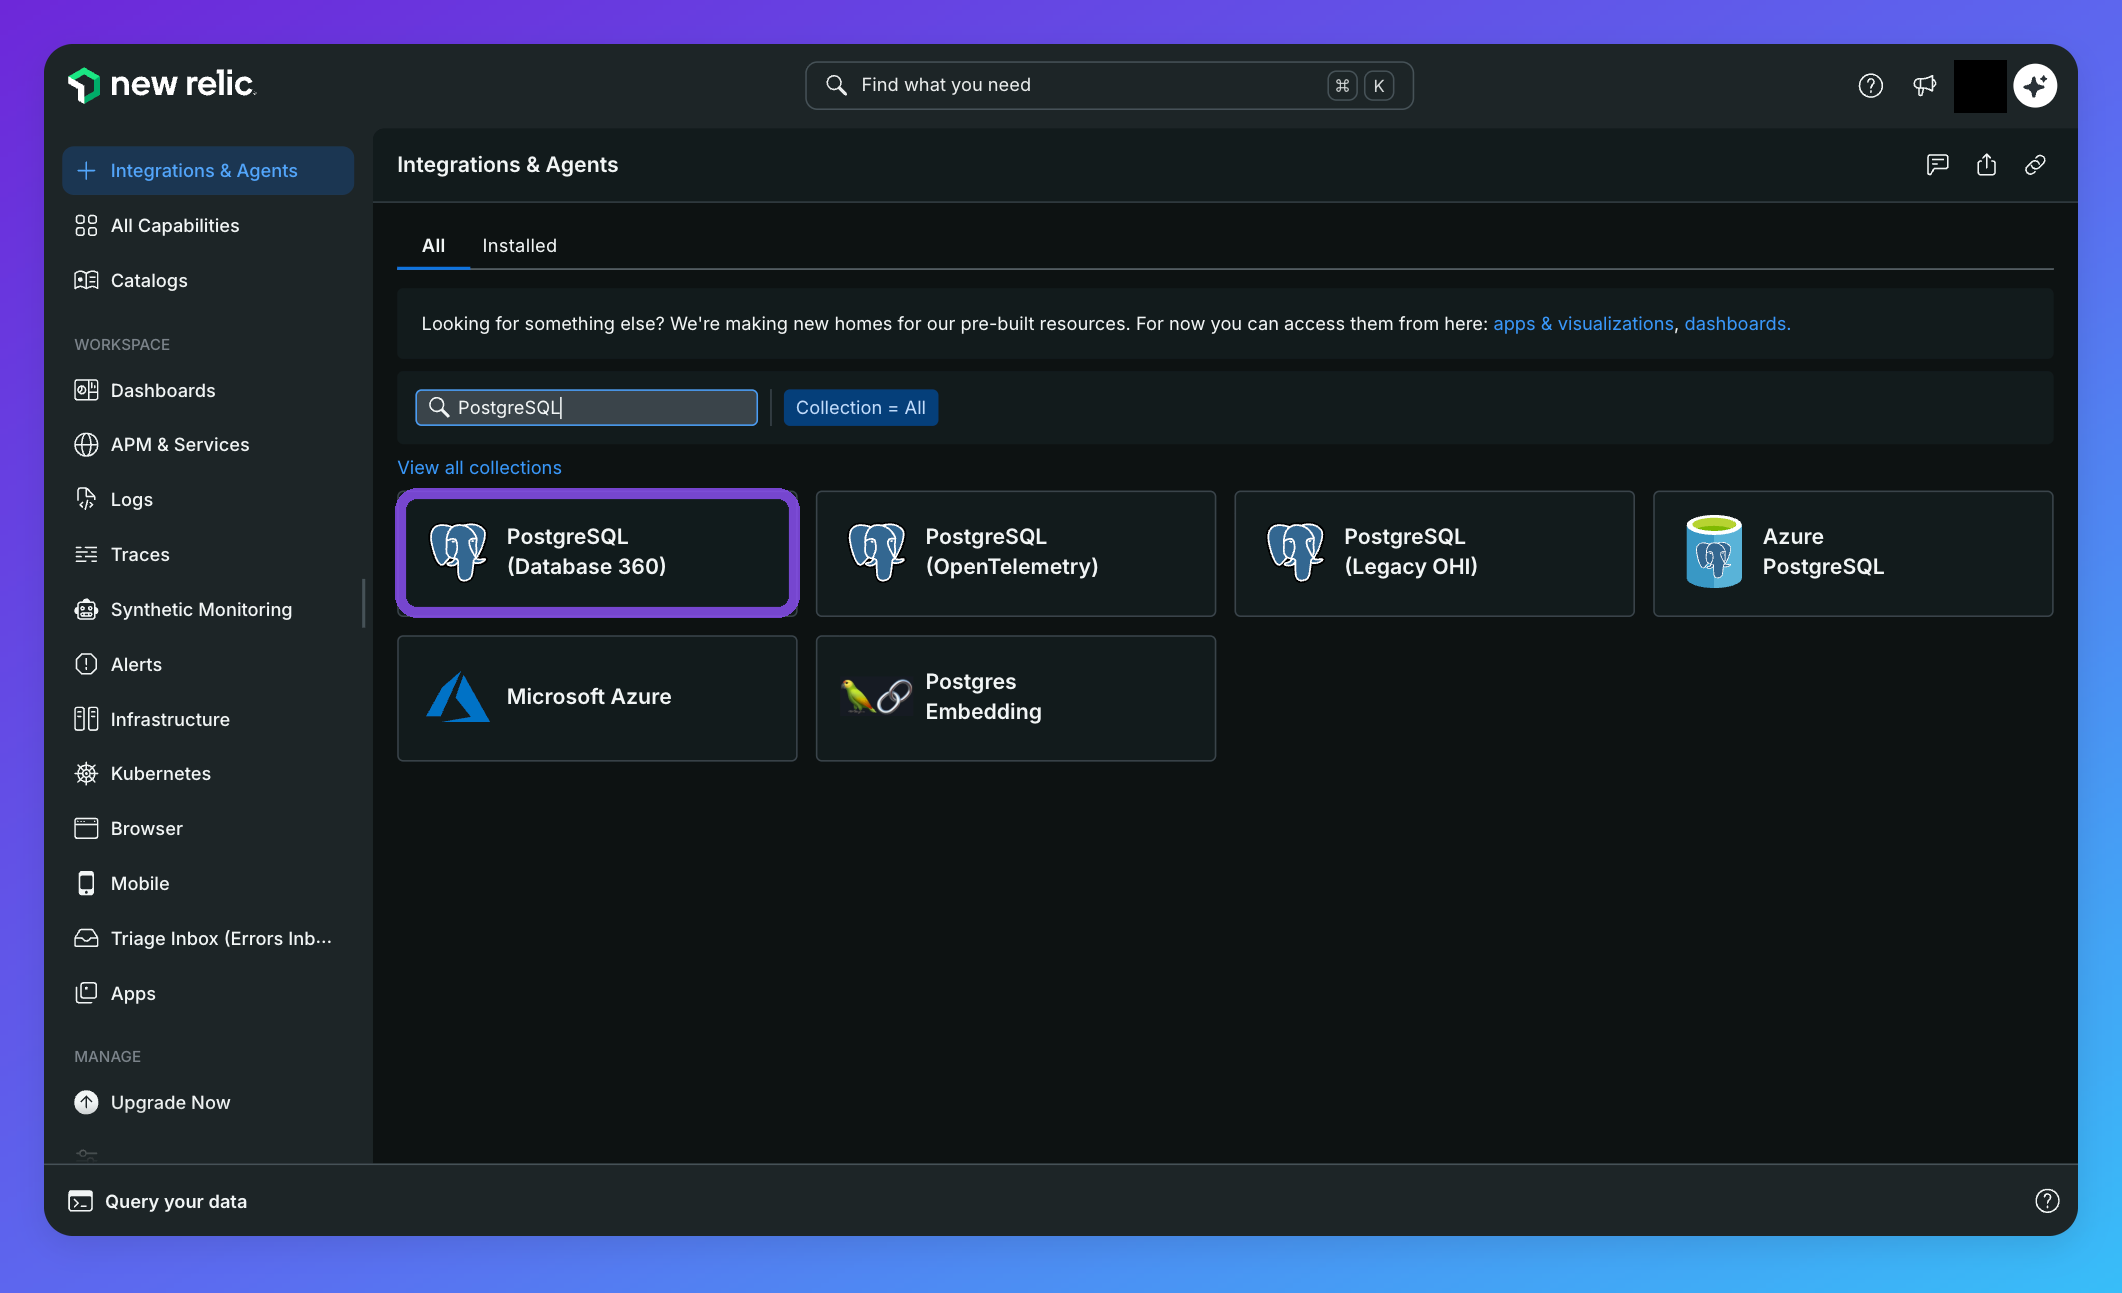 new relic
Find what you need
⌘ K
Integrations & Agents
All Capabilities
Catalogs
WORKSPACE
Dashboards
APM & Services
Logs
Traces
Synthetic Monitoring
Alerts
Infrastructure
Kubernetes
Browser
Mobile
Triage Inbox (Errors Inb...
Apps
MANAGE
Upgrade Now
Integrations & Agents
All Installed
Looking for something else? We're making new homes for our pre-built resources. For now you can access them from here: apps & visualizations, dashboards.
PostgreSQL
Collection = All
View all collections
PostgreSQL
(Database 360)
PostgreSQL
(OpenTelemetry)
PostgreSQL
(Legacy OHI)
Azure
PostgreSQL
Microsoft Azure
Postgres
Embedding
Query your data